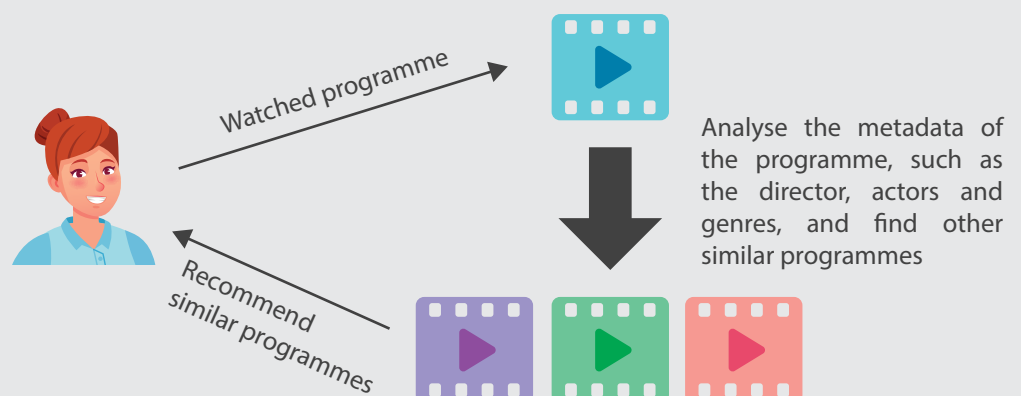 Watched programme
Analyse the metadata of
the programme, such as
the director, actors and
genres, and find other
similar programmes
Recommend
similar programmes